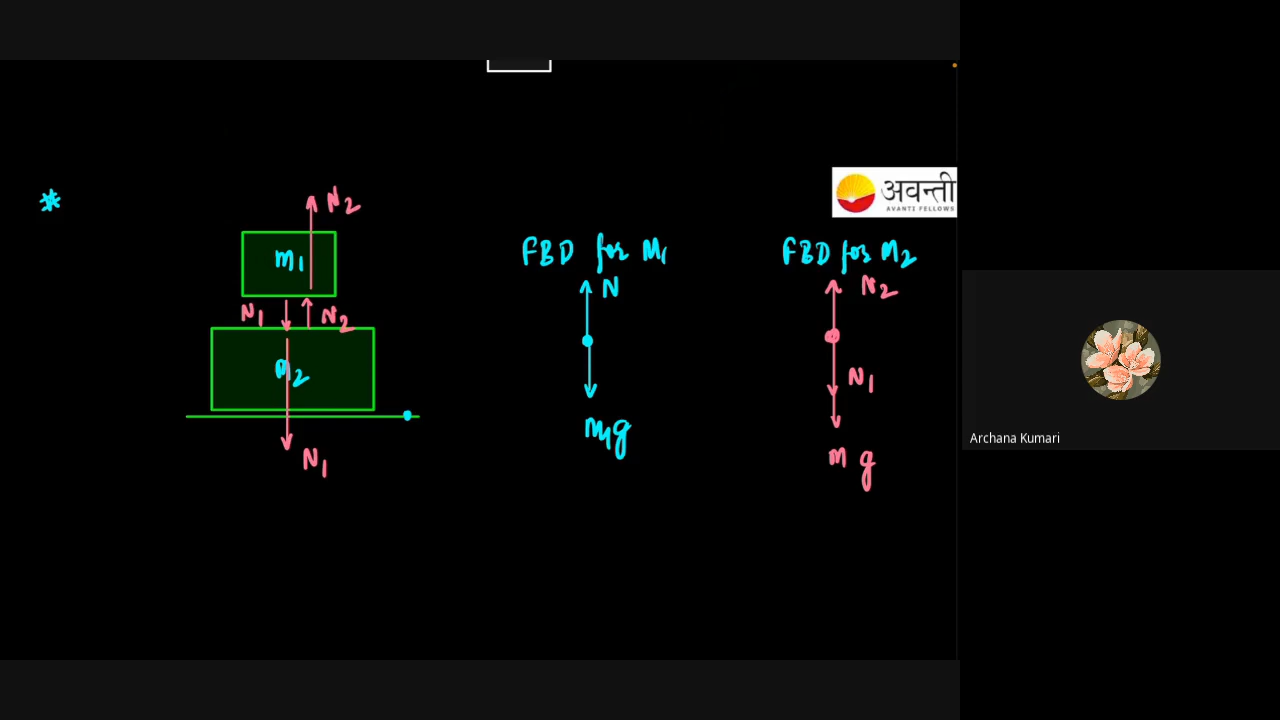 *
N2
अवन्ती
AVANTI FELLOWS
m1
FBD for M1
FBD for M2
N
N2
N1
N2
m2
N1
m1g
N1
m g
Archana Kumari